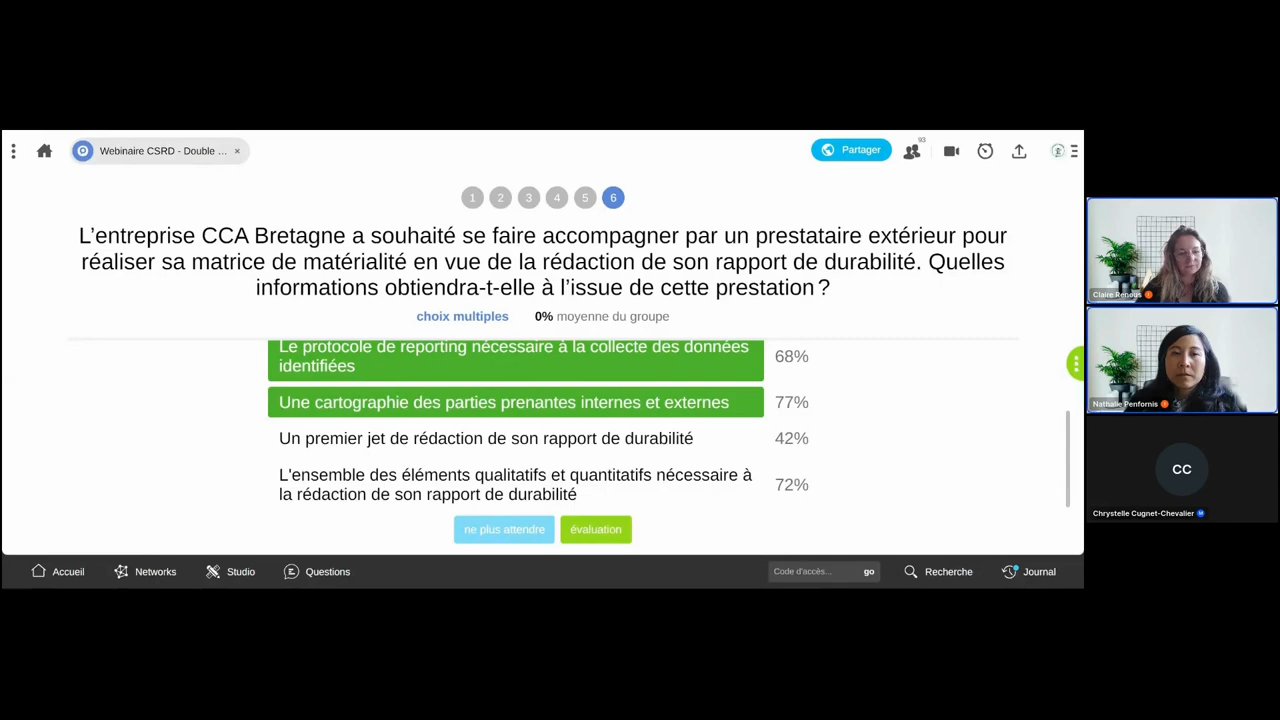 Webinaire CSRD - Double ... ×
Partager
93
1 2 3 4 5 6
L’entreprise CCA Bretagne a souhaité se faire accompagner par un prestataire extérieur pour
réaliser sa matrice de matérialité en vue de la rédaction de son rapport de durabilité. Quelles
informations obtiendra-t-elle à l’issue de cette prestation ?
choix multiples 0% moyenne du groupe
Le protocole de reporting nécessaire à la collecte des données
identifiées
68%
Une cartographie des parties prenantes internes et externes 77%
Un premier jet de rédaction de son rapport de durabilité 42%
L'ensemble des éléments qualitatifs et quantitatifs nécessaire à
la rédaction de son rapport de durabilité
72%
ne plus attendre évaluation
Accueil Networks Studio Questions Code d'accès... go Recherche Journal
Claire Renous
Nathalie Penfornis
CC
Chrystelle Cugnet-Chevalier M